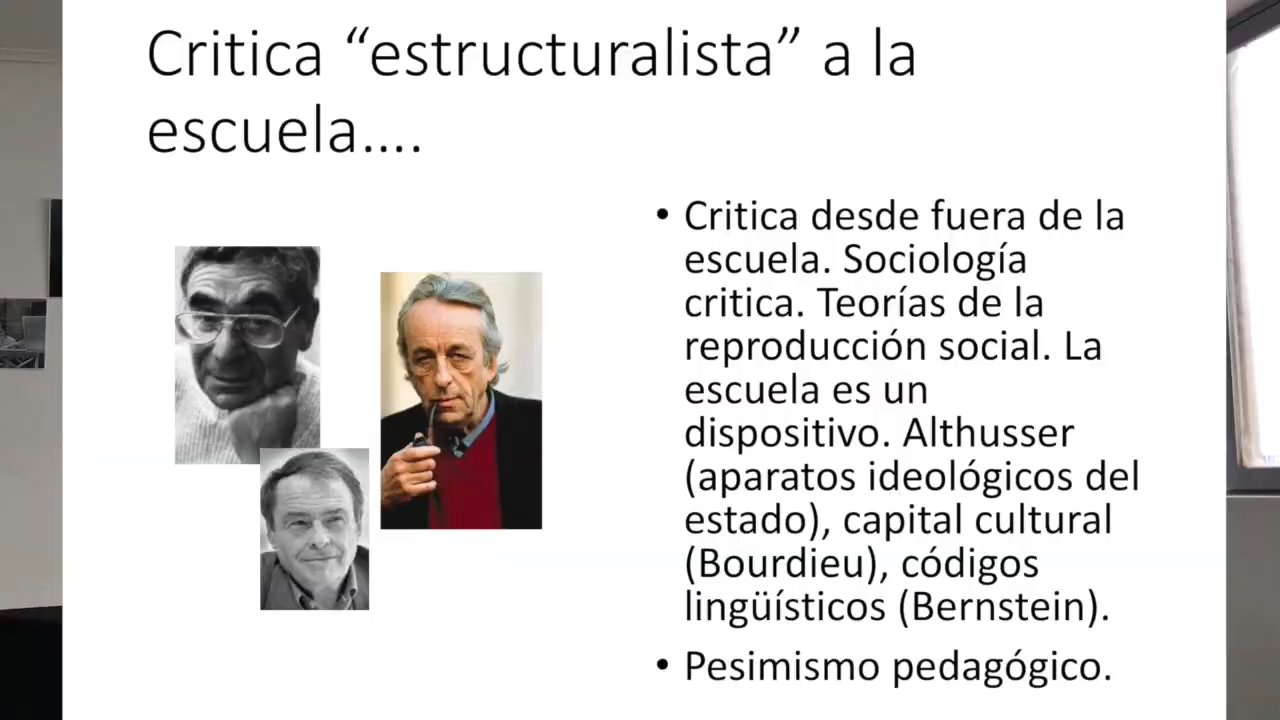 Critica “estructuralista” a la
escuela….
• Critica desde fuera de la
escuela. Sociología
critica. Teorías de la
reproducción social. La
escuela es un
dispositivo. Althusser
(aparatos ideológicos del
estado), capital cultural
(Bourdieu), códigos
lingüísticos (Bernstein).
• Pesimismo pedagógico.